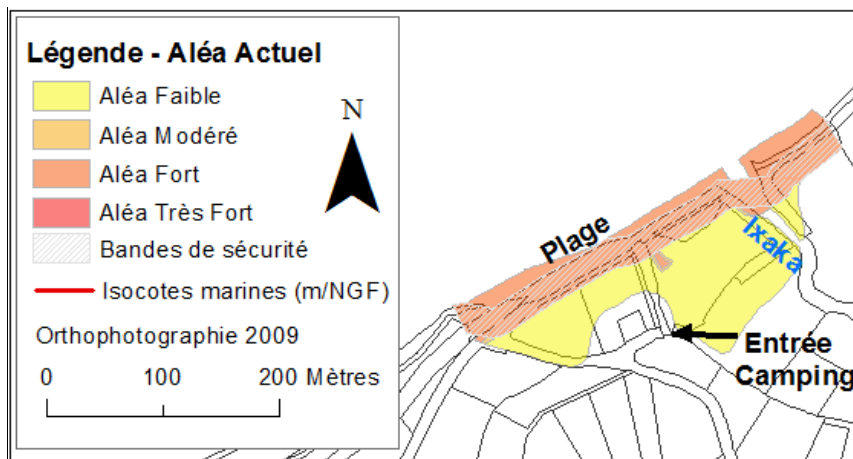 Légende - Aléa Actuel
Aléa Faible
Aléa Modéré
Aléa Fort
Aléa Très Fort
Bandes de sécurité
Isocotes marines (m/NGF)
Orthophotographie 2009
0 100 200 Mètres
N
Plage
Ixaka
Entrée
Camping